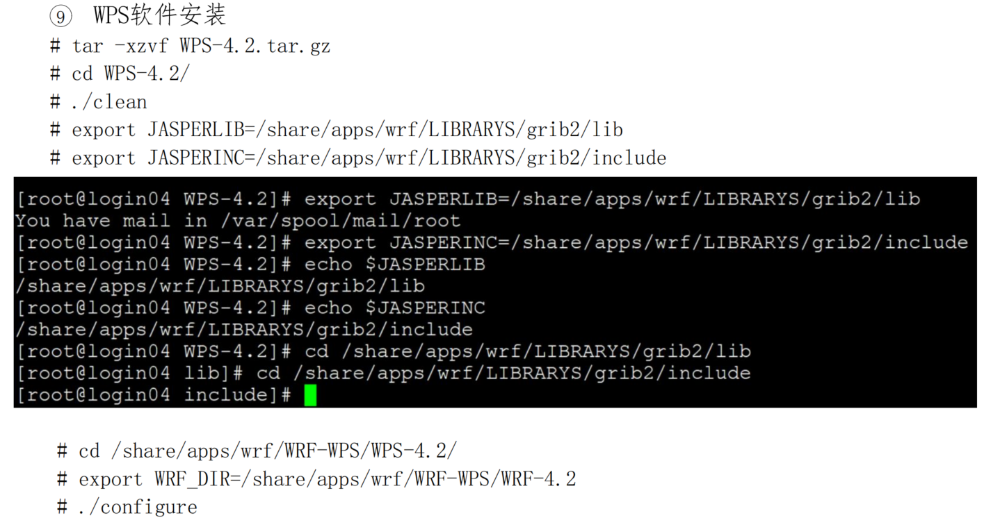 ⑨ WPS软件安装
# tar -xzvf WPS-4.2.tar.gz
# cd WPS-4.2/
# ./clean
# export JASPERLIB=/share/apps/wrf/LIBRARYS/grib2/lib
# export JASPERINC=/share/apps/wrf/LIBRARYS/grib2/include
[root@login04 WPS-4.2]# export JASPERLIB=/share/apps/wrf/LIBRARYS/grib2/lib
You have mail in /var/spool/mail/root
[root@login04 WPS-4.2]# export JASPERINC=/share/apps/wrf/LIBRARYS/grib2/include
[root@login04 WPS-4.2]# echo $JASPERLIB
/share/apps/wrf/LIBRARYS/grib2/lib
[root@login04 WPS-4.2]# echo $JASPERINC
/share/apps/wrf/LIBRARYS/grib2/include
[root@login04 WPS-4.2]# cd /share/apps/wrf/LIBRARYS/grib2/lib
[root@login04 lib]# cd /share/apps/wrf/LIBRARYS/grib2/include
[root@login04 include]#
# cd /share/apps/wrf/WRF-WPS/WPS-4.2/
# export WRF_DIR=/share/apps/wrf/WRF-WPS/WRF-4.2
# ./configure